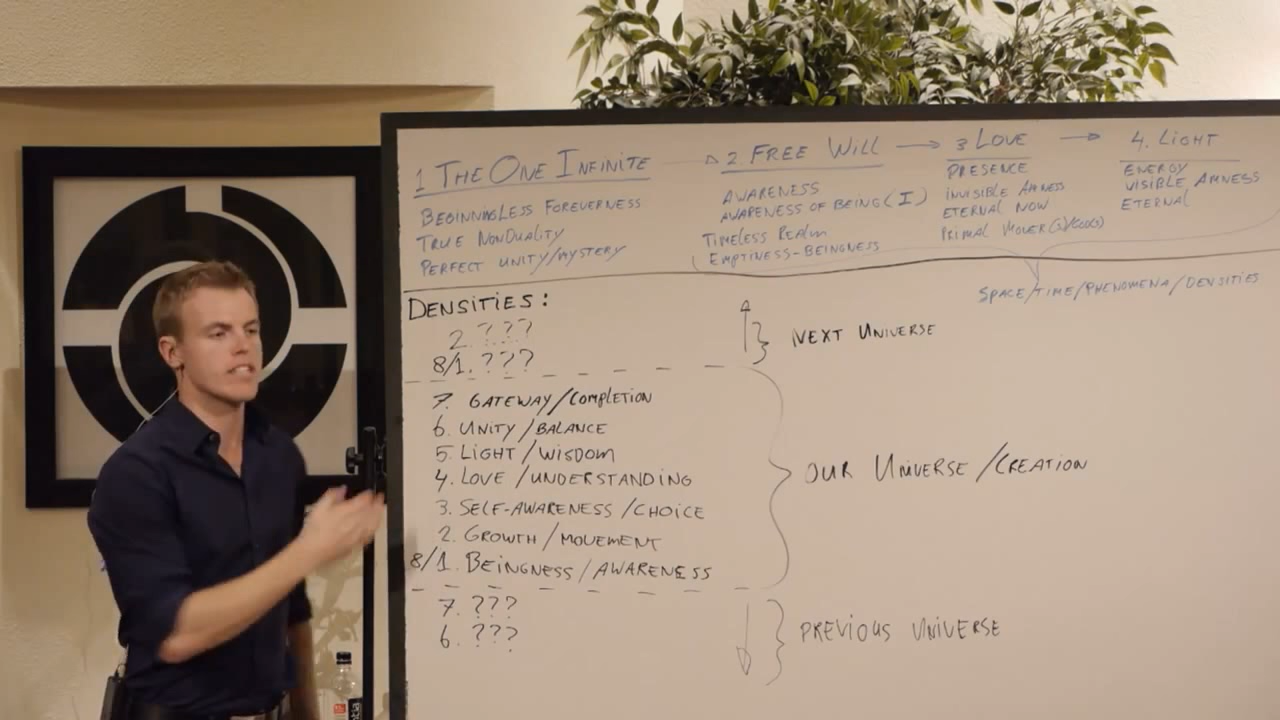 1 THE ONE INFINITE
BEGINNINGLESS FOREVERNESS
TRUE NONDUALITY
PERFECT UNITY/MYSTERY
2 FREE WILL
AWARENESS
AWARENESS OF BEING (I)
TIMELESS REALM
EMPTINESS-BEINGNESS
3 LOVE
PRESENCE
INVISIBLE AMNESS
ETERNAL NOW
PRIMAL MOVER(S)/GOD(S)
4. LIGHT
ENERGY
VISIBLE AMNESS
ETERNAL
SPACE/TIME/PHENOMENA/DENSITIES
DENSITIES:
2. ???
8/1. ???
NEXT UNIVERSE
7. GATEWAY/COMPLETION
6. UNITY/BALANCE
5. LIGHT/WISDOM
4. LOVE/UNDERSTANDING
3. SELF-AWARENESS/CHOICE
2. GROWTH/MOVEMENT
8/1. BEINGNESS/AWARENESS
OUR UNIVERSE/CREATION
7. ???
6. ???
PREVIOUS UNIVERSE